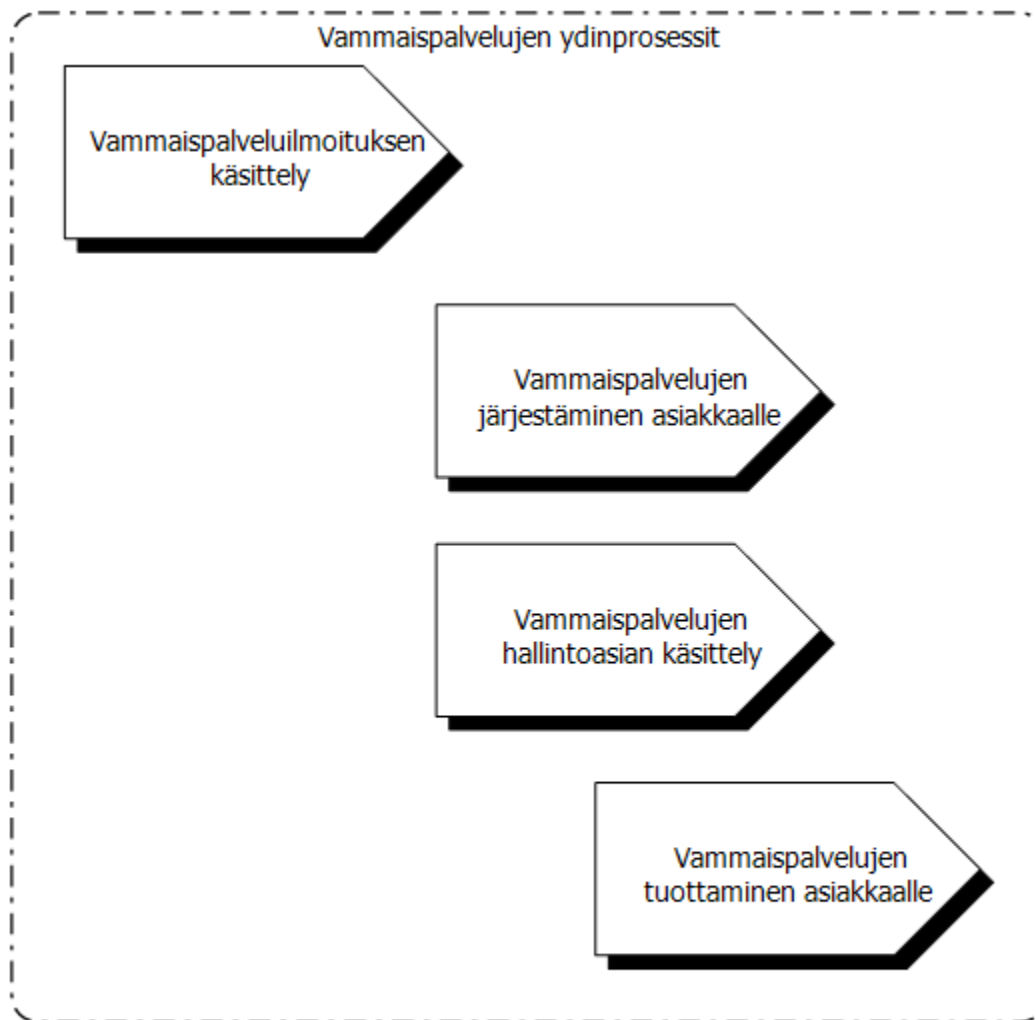 Vammaispalvelujen ydinprosessit
Vammaispalveluilmoituksen
käsittely
Vammaispalvelujen
järjestäminen asiakkaalle
Vammaispalvelujen
hallintoasian käsittely
Vammaispalvelujen
tuottaminen asiakkaalle